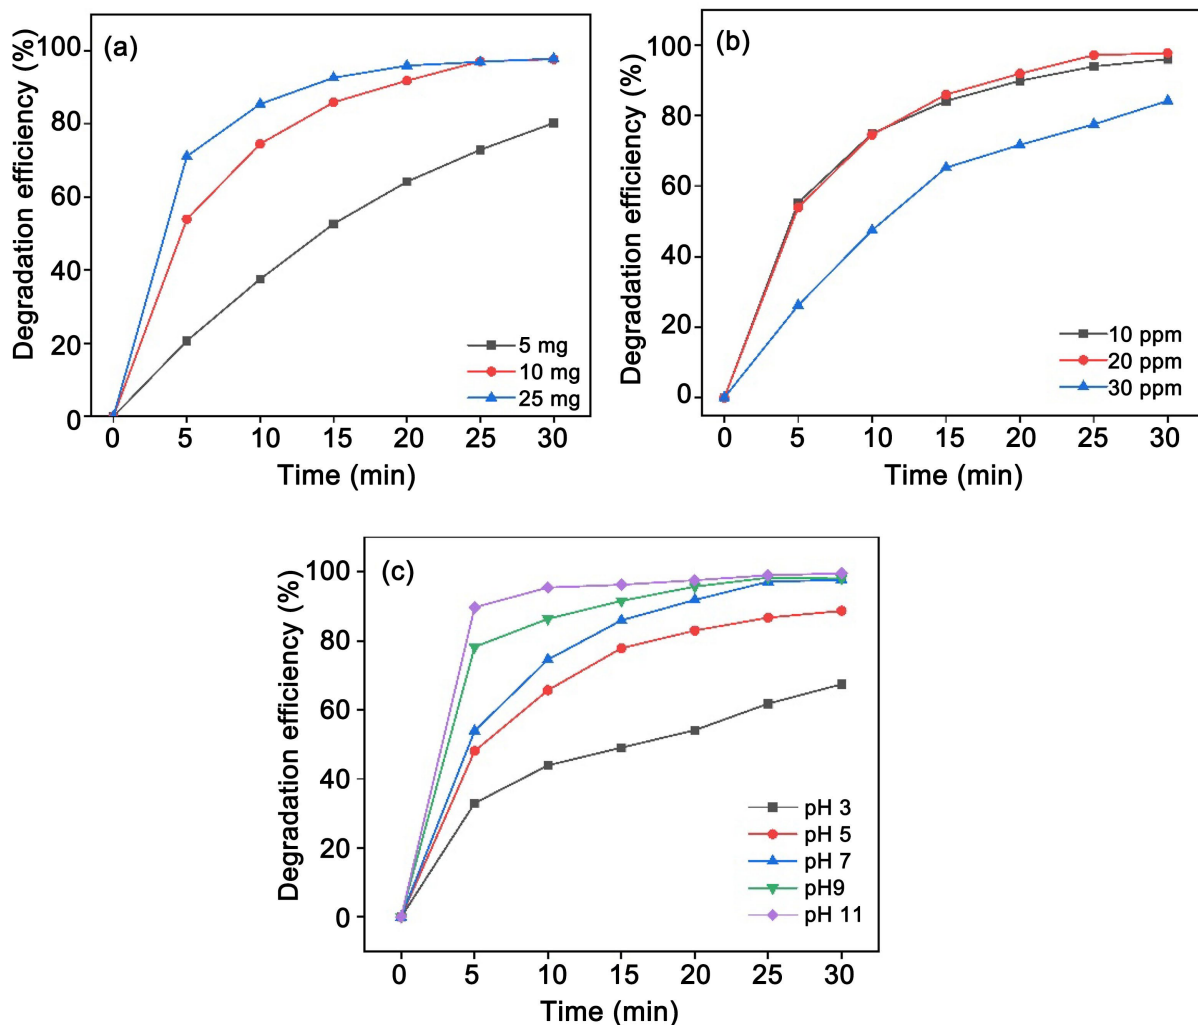 (a)
Degradation efficiency (%)
100
80
60
40
20
0
5 mg
10 mg
25 mg
0 5 10 15 20 25 30
Time (min)
(b)
Degradation efficiency (%)
100
80
60
40
20
0
10 ppm
20 ppm
30 ppm
0 5 10 15 20 25 30
Time (min)
(c)
Degradation efficiency (%)
100
80
60
40
20
0
pH 3
pH 5
pH 7
pH9
pH 11
0 5 10 15 20 25 30
Time (min)